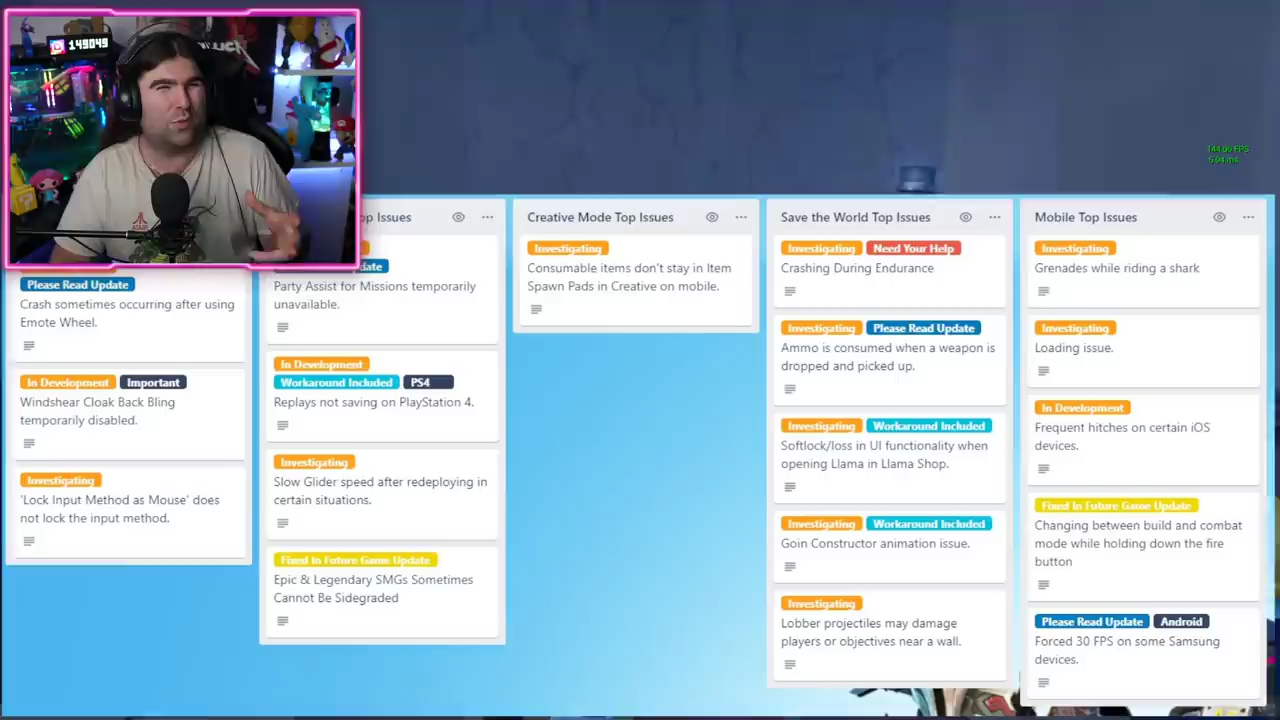 149049
ATARI
144.00 FPS
op Issues
Creative Mode Top Issues
Save the World Top Issues
Mobile Top Issues
Please Read Update
Crash sometimes occurring after using
Emote Wheel.
In Development Important
Windshear Cloak Back Bling
temporarily disabled.
Investigating
'Lock Input Method as Mouse' does
not lock the input method.
date
Party Assist for Missions temporarily
unavailable.
In Development
Workaround Included PS4
Replays not saving on PlayStation 4.
Investigating
Slow Glider speed after redeploying in
certain situations.
Fixed In Future Game Update
Epic & Legendary SMGs Sometimes
Cannot Be Sidegraded
Investigating
Consumable items don't stay in Item
Spawn Pads in Creative on mobile.
Investigating Need Your Help
Crashing During Endurance
Investigating Please Read Update
Ammo is consumed when a weapon is
dropped and picked up.
Investigating Workaround Included
Softlock/loss in UI functionality when
opening Llama in Llama Shop.
Investigating Workaround Included
Goin Constructor animation issue.
Investigating
Lobber projectiles may damage
players or objectives near a wall.
Investigating
Grenades while riding a shark
Investigating
Loading issue.
In Development
Frequent hitches on certain iOS
devices.
Fixed In Future Game Update
Changing between build and combat
mode while holding down the fire
button
Please Read Update Android
Forced 30 FPS on some Samsung
devices.